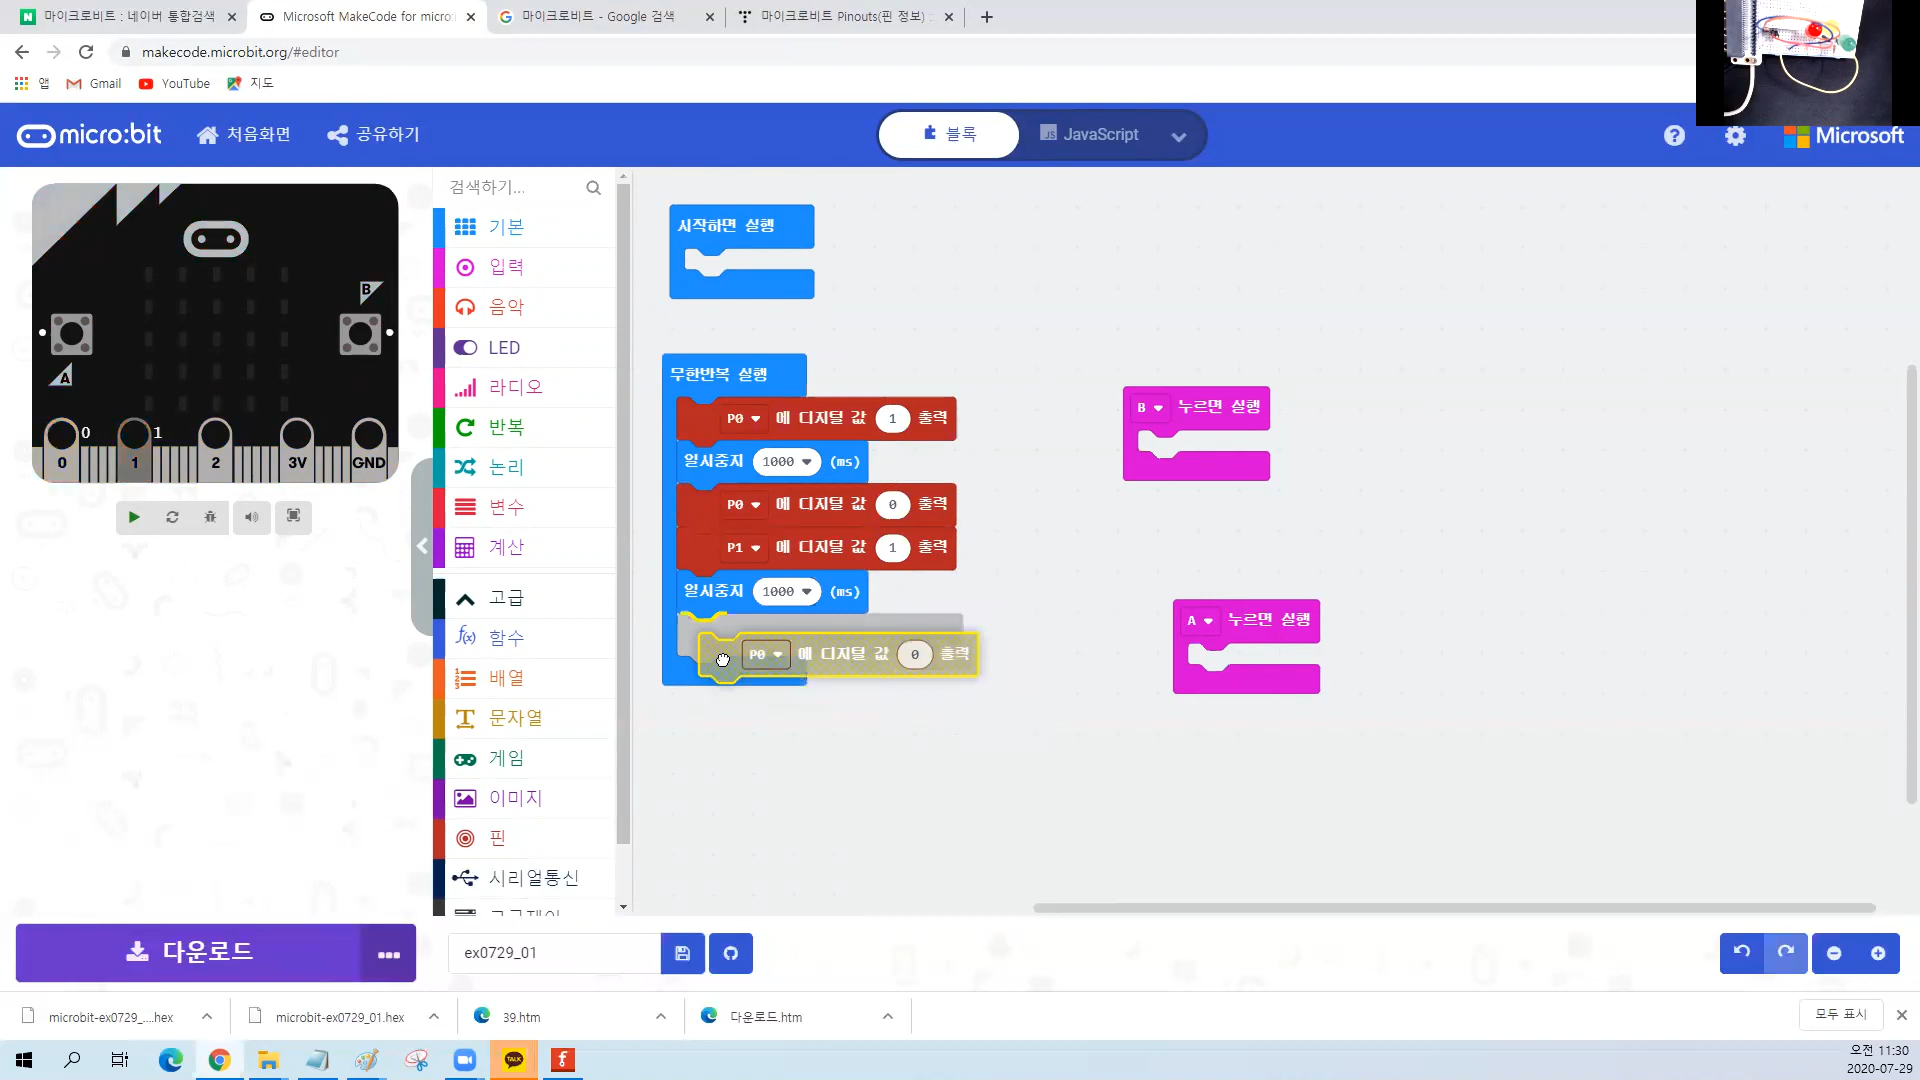 마이크로비트 : 네이버 통합검색
Microsoft MakeCode for micro:
마이크로비트 - Google 검색
마이크로비트 Pinouts(핀 정보) :
makecode.microbit.org/#editor
앱
Gmail
YouTube
지도
micro:bit
처음화면
공유하기
블록
JavaScript
Microsoft
검색하기...
기본
입력
음악
LED
라디오
반복
논리
변수
계산
고급
함수
배열
문자열
게임
이미지
핀
시리얼통신
B
A
0
1
0
1
2
3V
GND
시작하면 실행
무한반복 실행
P0 에 디지털 값 1 출력
일시중지 1000 (ms)
P0 에 디지털 값 0 출력
P1 에 디지털 값 1 출력
일시중지 1000 (ms)
P0 에 디지털 값 0 출력
B 누르면 실행
A 누르면 실행
다운로드
ex0729_01
microbit-ex0729_....hex
microbit-ex0729_01.hex
39.htm
다운로드.htm
모두 표시
TALK
오전 11:30
2020-07-29